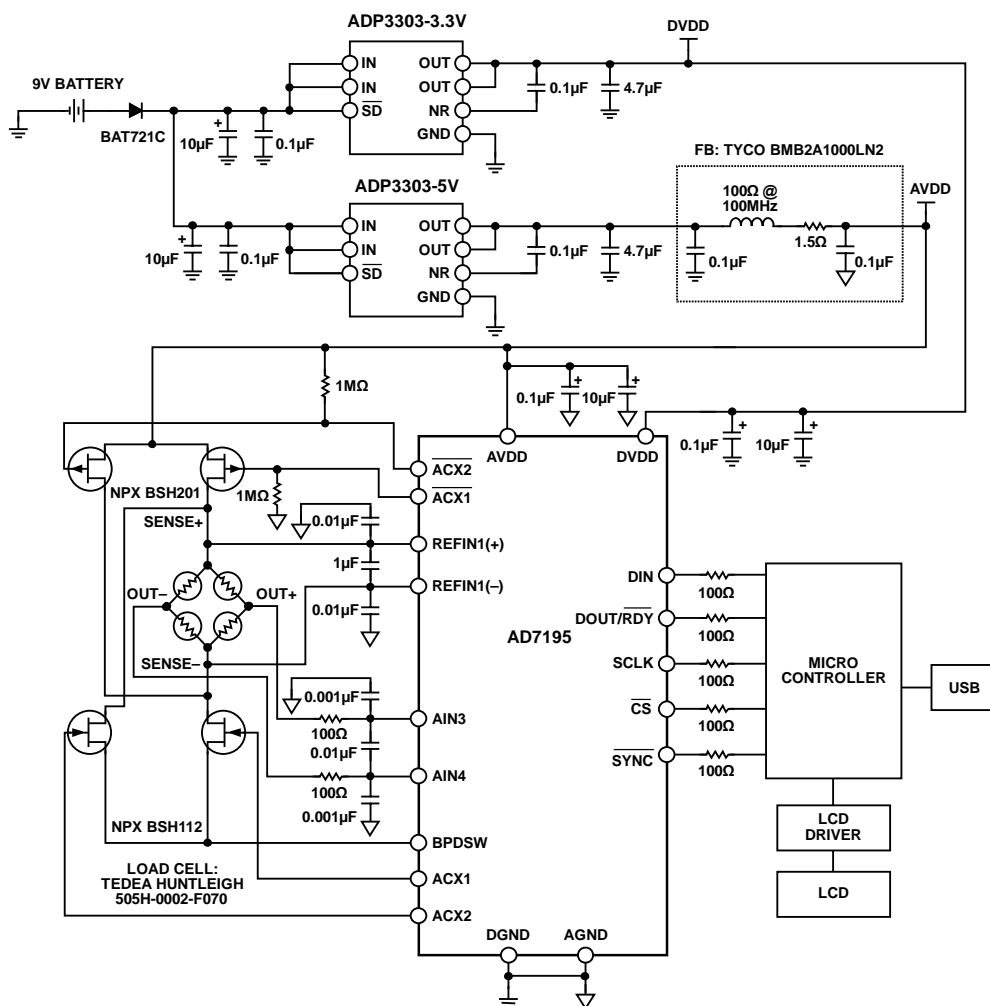 ADP3303-3.3V
DVDD
9V BATTERY
BAT721C
+
10µF
0.1µF
IN
IN
SD
OUT
OUT
NR
GND
0.1µF
4.7µF
FB: TYCO BMB2A1000LN2
ADP3303-5V
100Ω @
100MHz
AVDD
+
10µF
0.1µF
IN
IN
SD
OUT
OUT
NR
GND
0.1µF
4.7µF
0.1µF
1.5Ω
0.1µF
1MΩ
0.1µF
+
10µF
+
0.1µF
+
10µF
+
AVDD
DVDD
ACX2
ACX1
NPX BSH201
1MΩ
SENSE+
0.01µF
REFIN1(+)
1µF
REFIN1(–)
OUT–
OUT+
0.01µF
SENSE–
0.001µF
AIN3
100Ω
0.01µF
AIN4
100Ω
0.001µF
NPX BSH112
BPDSW
LOAD CELL:
TEDEA HUNTLEIGH
505H-0002-F070
ACX1
ACX2
AD7195
DIN
100Ω
DOUT/RDY
100Ω
SCLK
100Ω
CS
100Ω
SYNC
100Ω
MICRO
CONTROLLER
USB
LCD
DRIVER
LCD
DGND
AGND